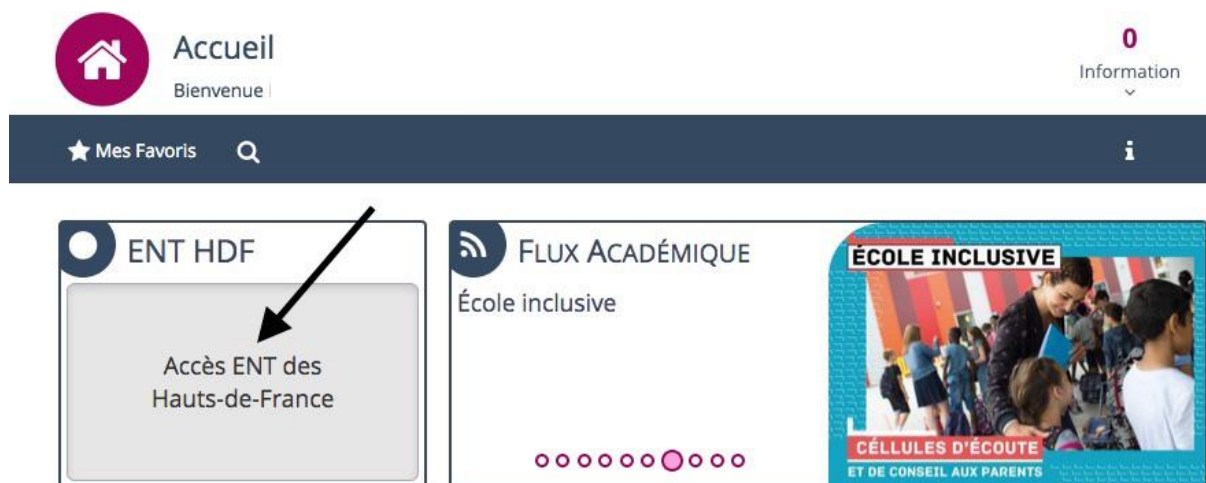 Accueil
Bienvenue
0
Information
Mes Favoris
ENT HDF
Accès ENT des
Hauts-de-France
FLUX ACADÉMIQUE
École inclusive
ÉCOLE INCLUSIVE
CÉLLULES D'ÉCOUTE
ET DE CONSEIL AUX PARENTS